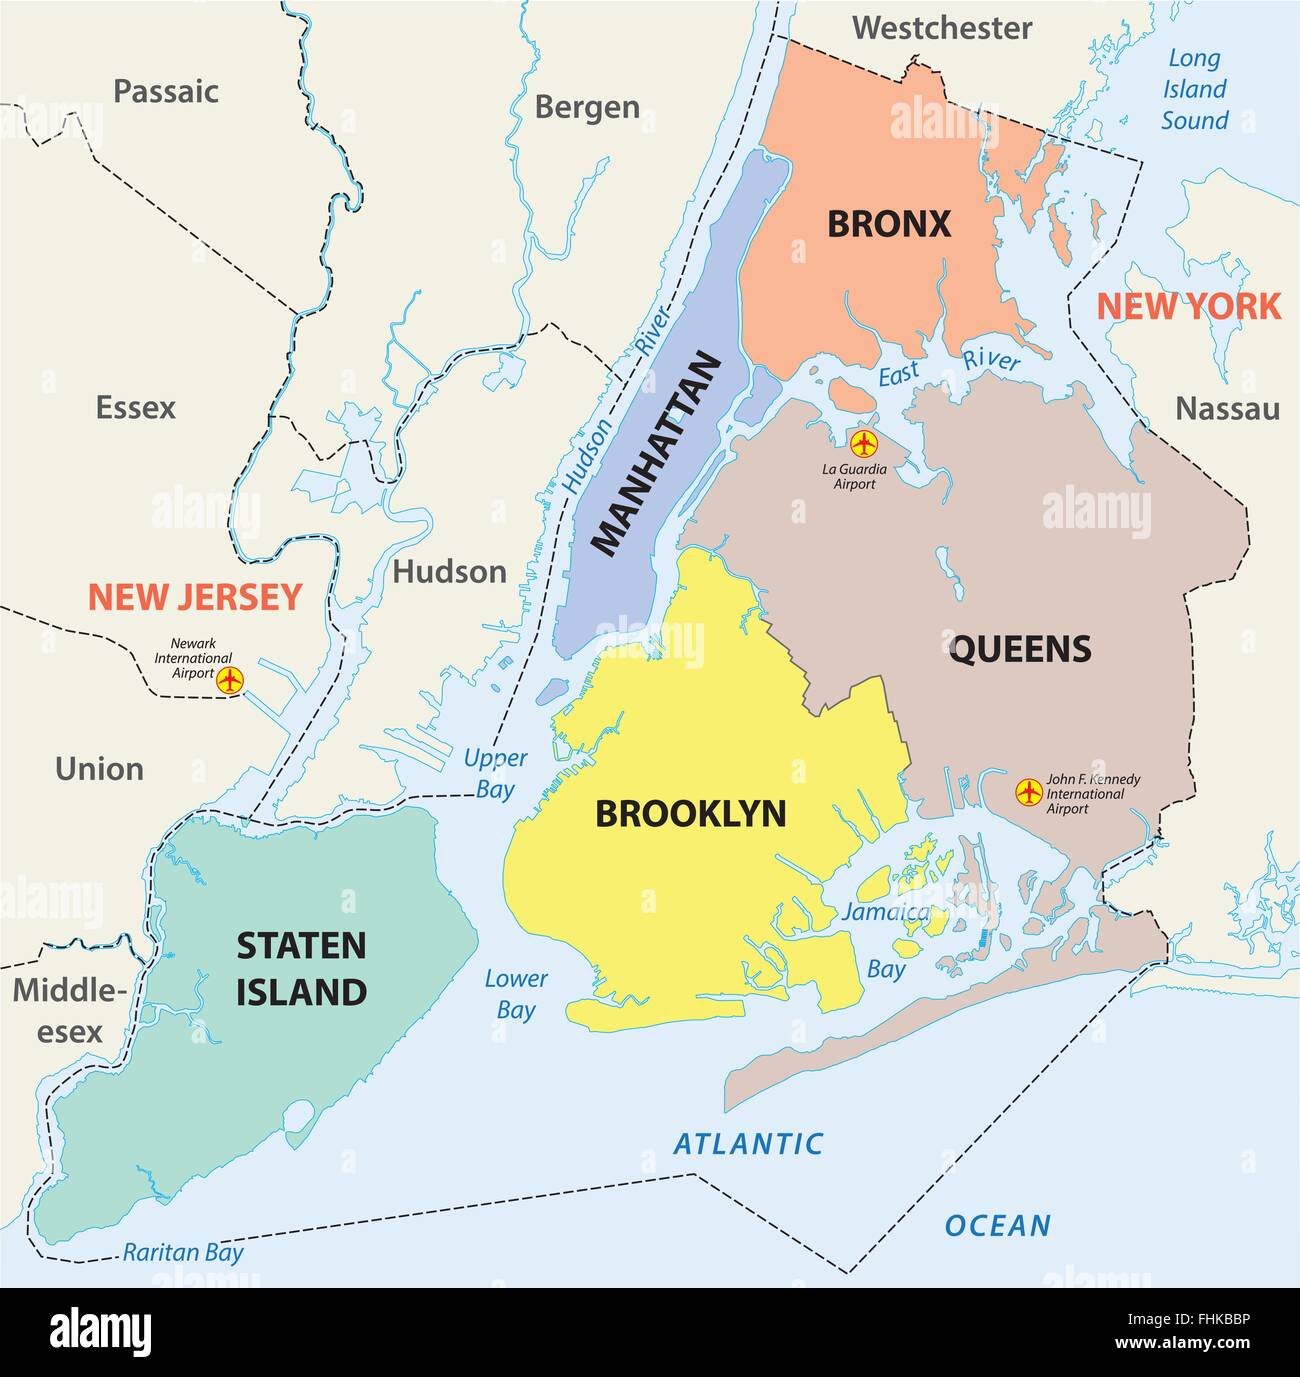 Westchester
Long
Island
Sound
Passaic
Bergen
BRONX
NEW YORK
Hudson River
East River
MANHATTAN
Essex
Nassau
La Guardia
Airport
Hudson
NEW JERSEY
Newark
International
Airport
QUEENS
Union
Upper
Bay
John F. Kennedy
International
Airport
BROOKLYN
Jamaica
Bay
STATEN
ISLAND
Lower
Bay
Middle-
esex
ATLANTIC
OCEAN
Raritan Bay
alamy
a
alamy
Image ID: FHKBBP
www.alamy.com